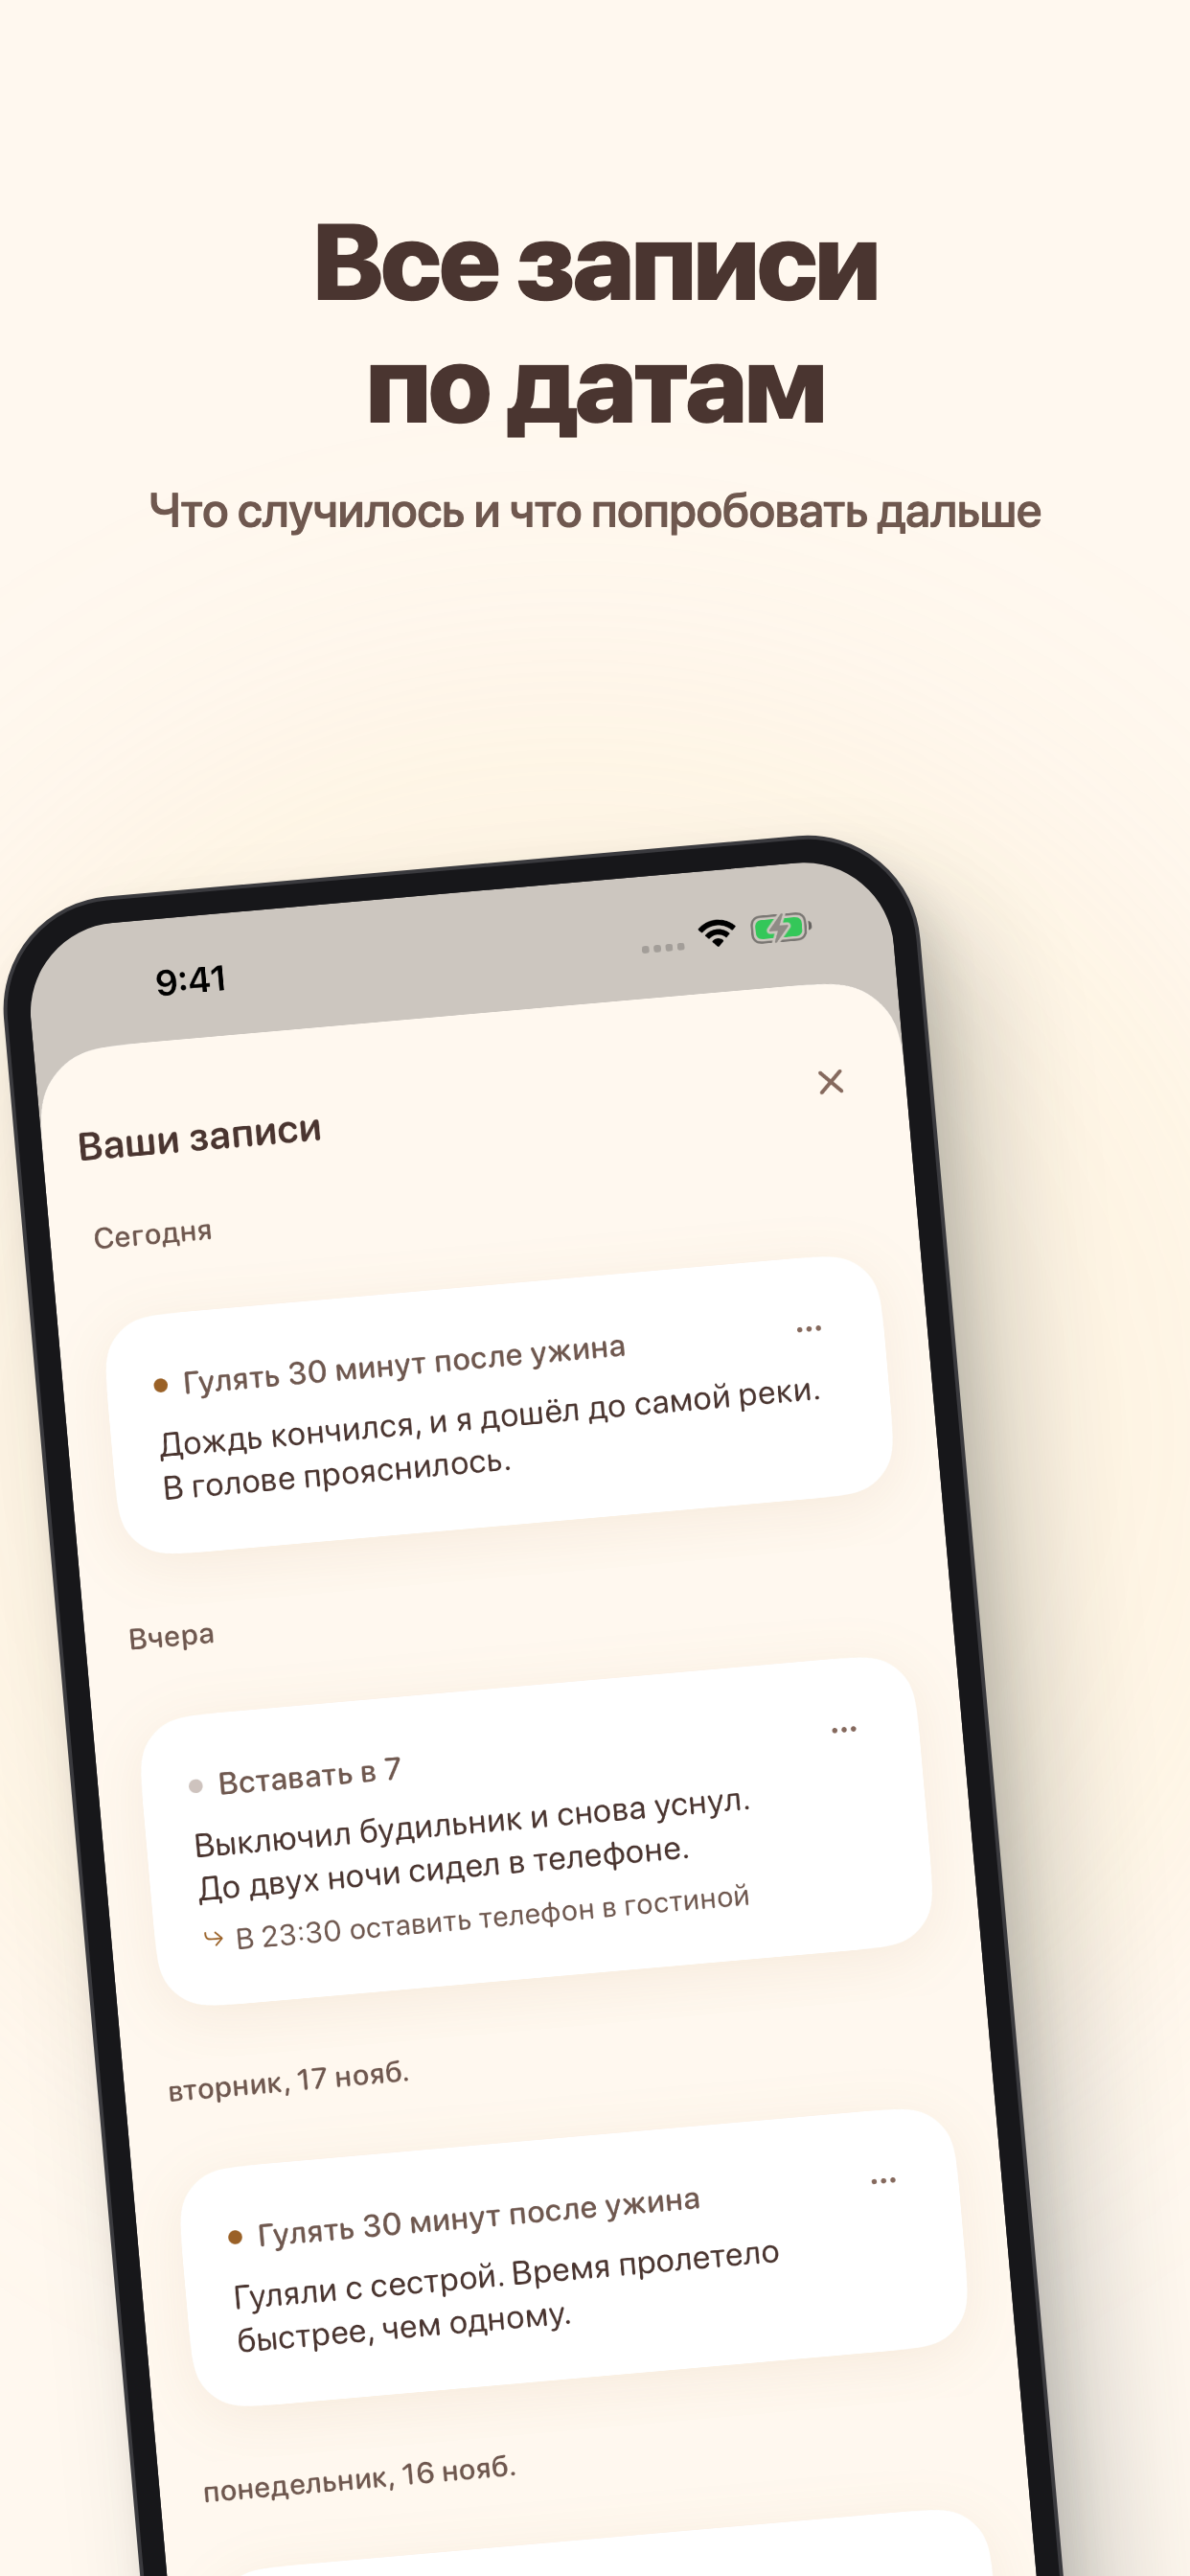 Все записи
по датам
Что случилось и что попробовать дальше
9:41
Ваши записи
Сегодня
Гулять 30 минут после ужина
Дождь кончился, и я дошёл до самой реки.
В голове прояснилось.
Вчера
Вставать в 7
Выключил будильник и снова уснул.
До двух ночи сидел в телефоне.
В 23:30 оставить телефон в гостиной
вторник, 17 нояб.
Гулять 30 минут после ужина
Гуляли с сестрой. Время пролетело
быстрее, чем одному.
понедельник, 16 нояб.